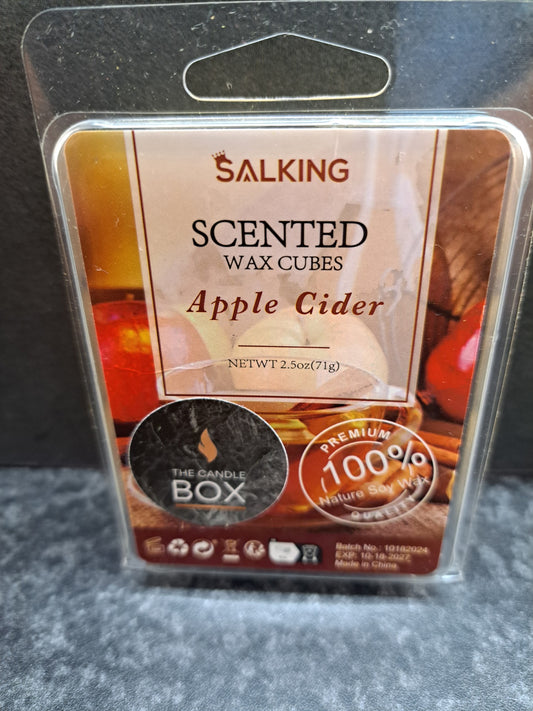 SALKING
SCENTED
WAX CUBES
Apple Cider
NETWT 2.5oz(71g)
THE CANDLE
BOX
PREMIUM
100%
Nature Soy Wax
QUALITY
Batch No.: 10182024
EXP: 10-18-2027
Made in China